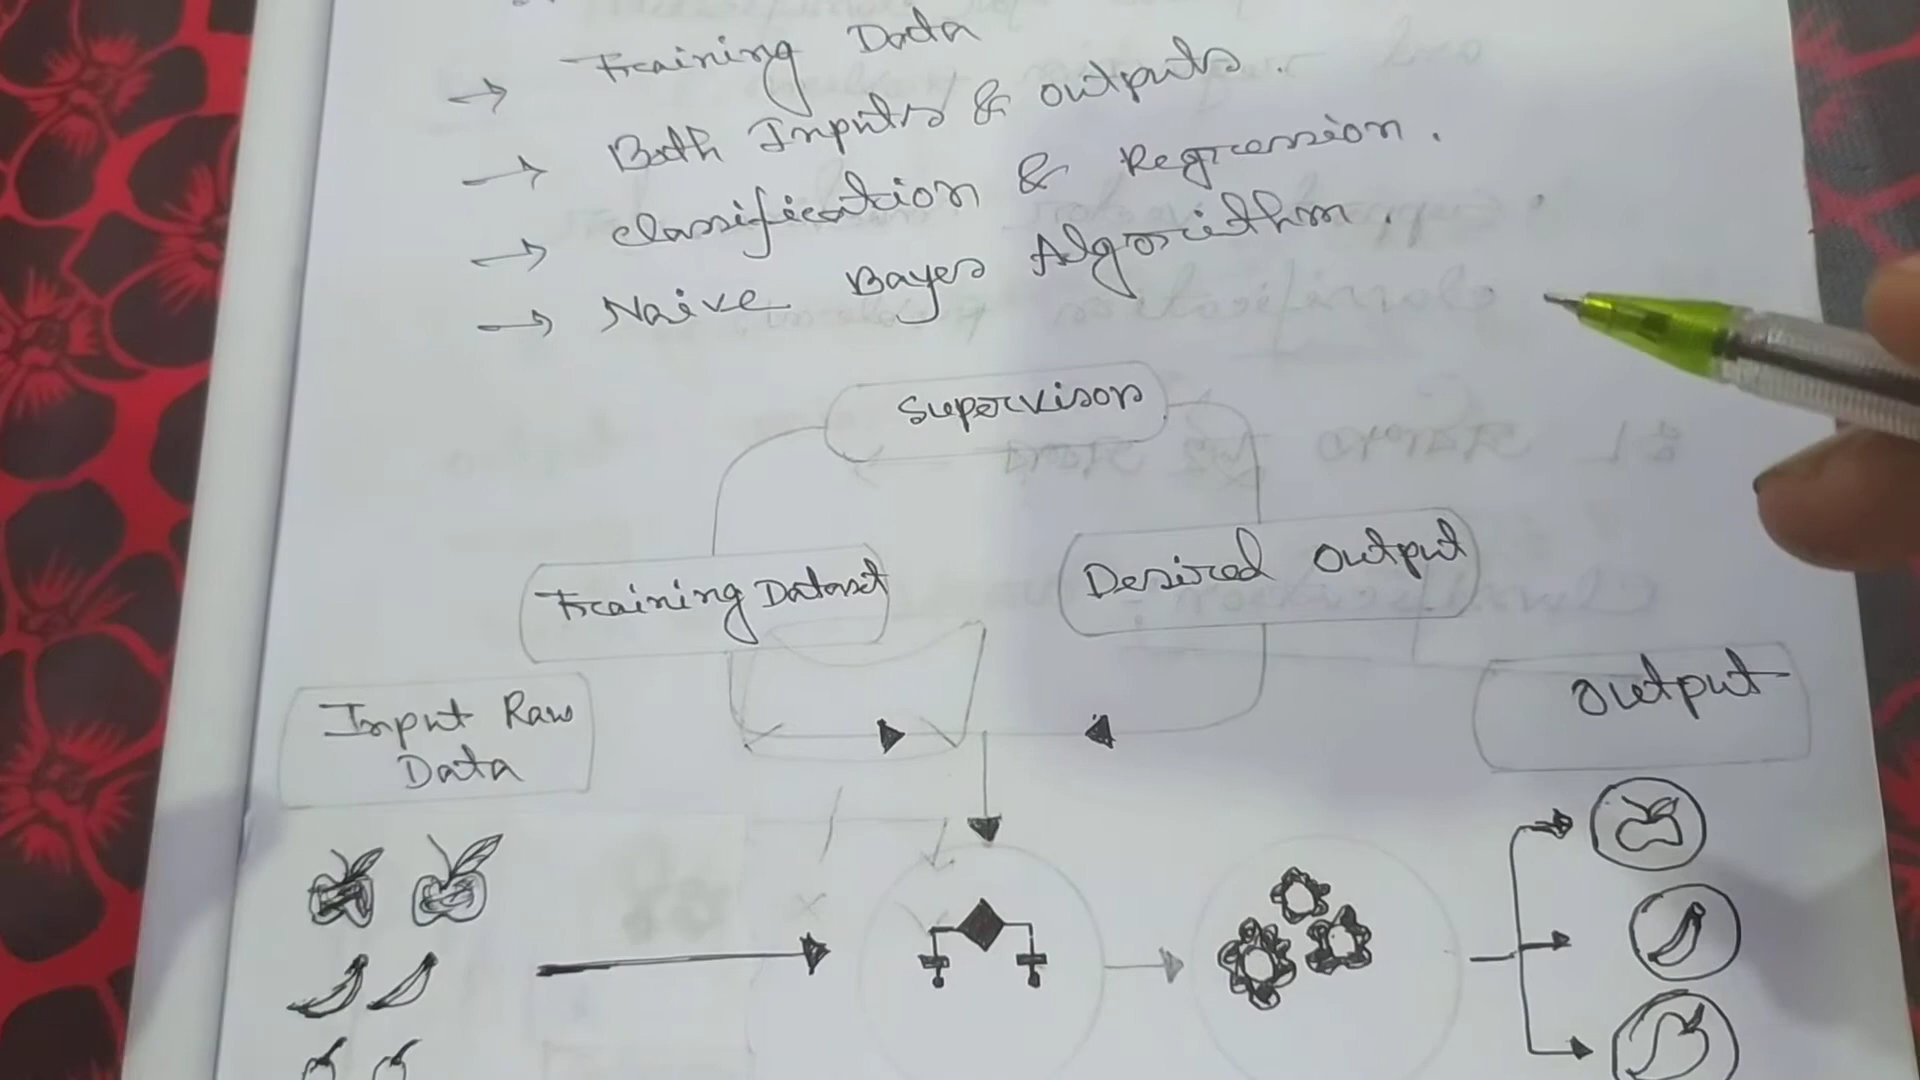 → Training Data
→ Both Inputs & outputs.
→ classification & Regression.
→ Naive Bayes Algorithm.
Supervisor
Training Dataset
Desired Output
Input Raw
Data
Output